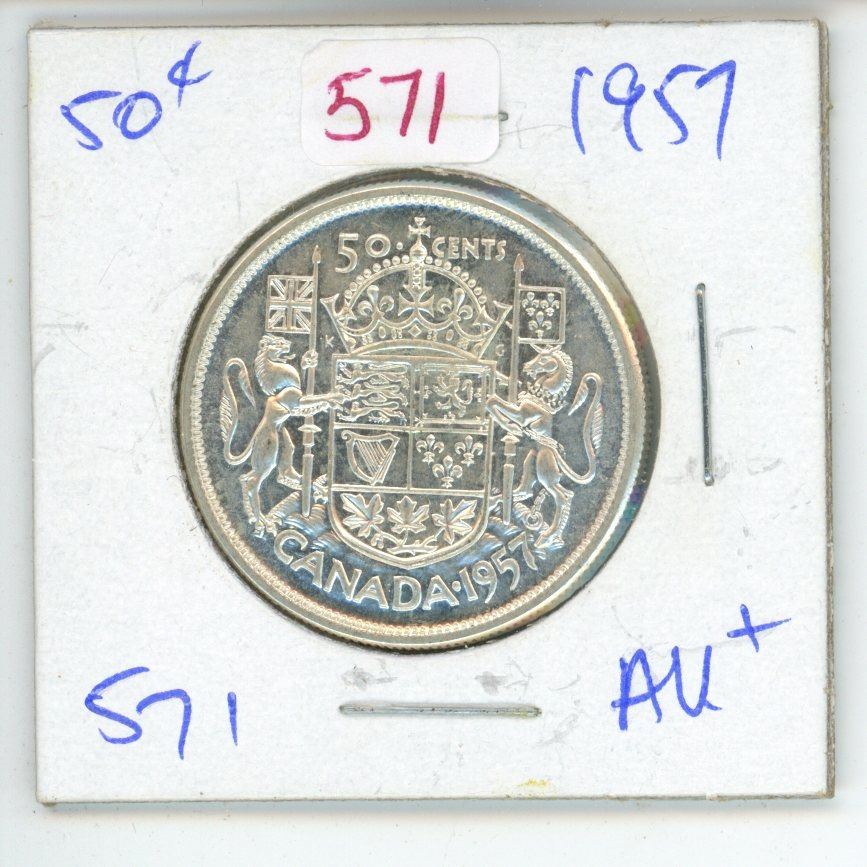 50¢ 571 1957
50 · CENTS
K G
CANADA · 1957
571 AU+